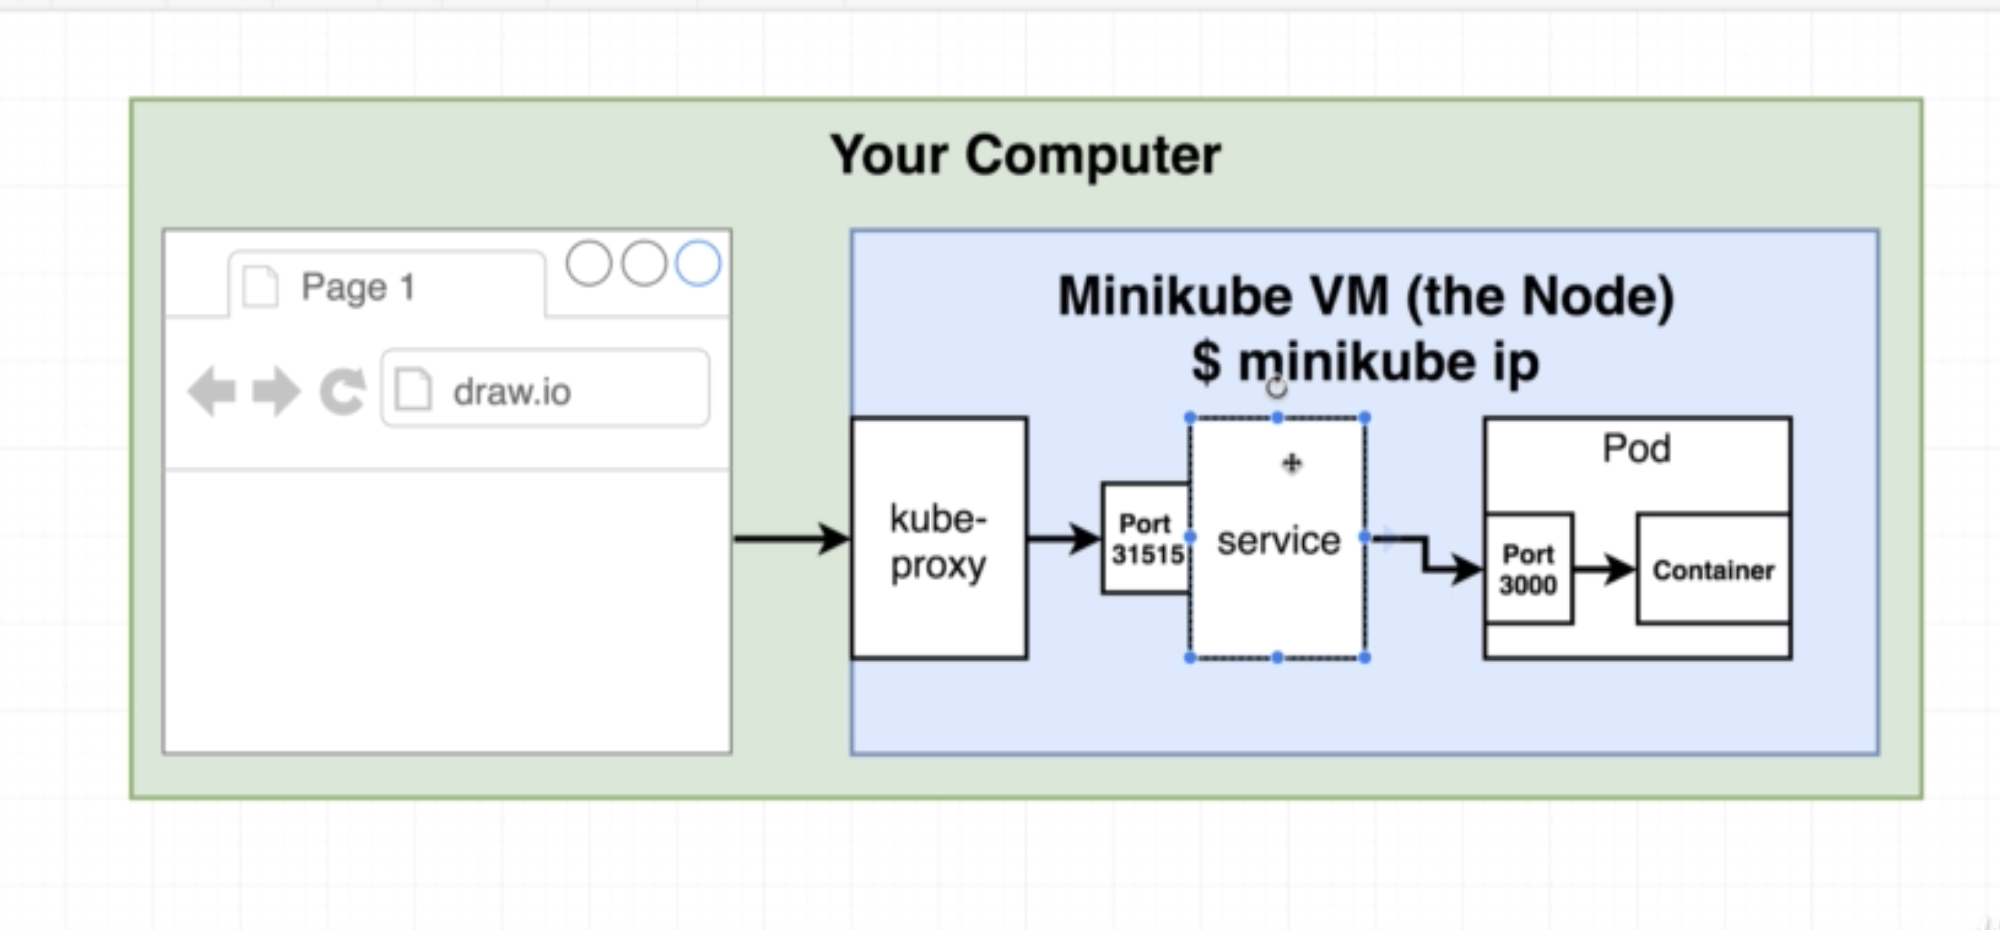 Your Computer
Page 1
draw.io
Minikube VM (the Node)
$ minikube ip
kube-
proxy
Port
31515
service
Pod
Port
3000
Container